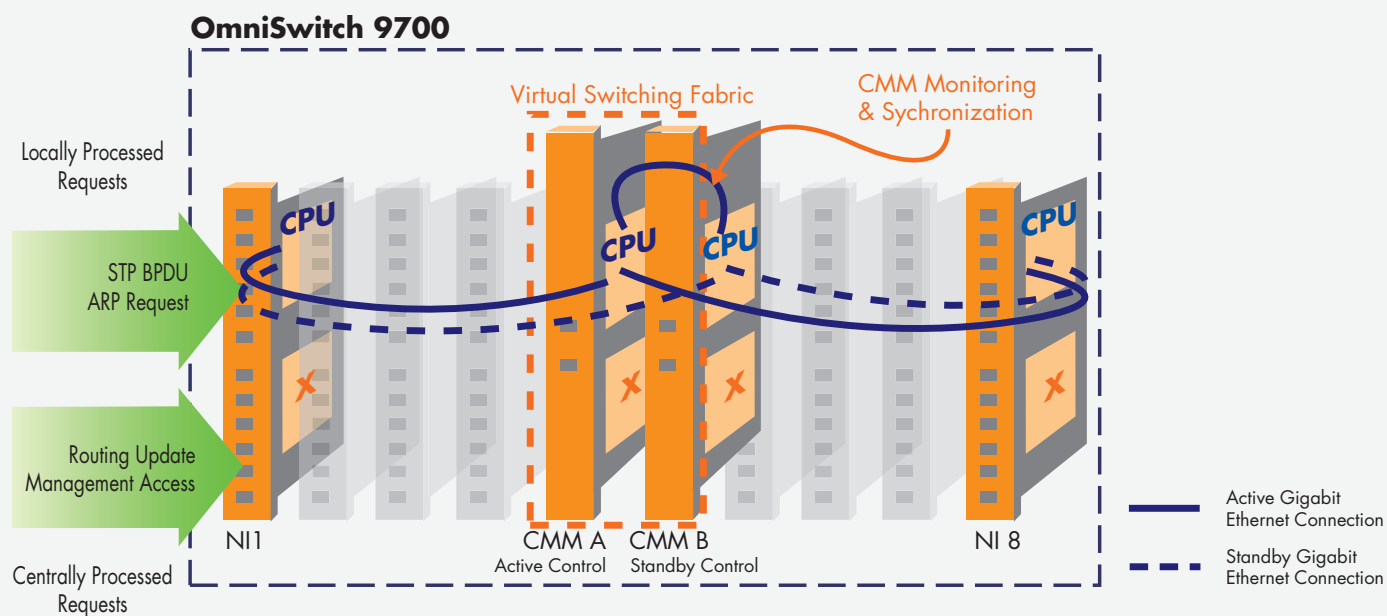 OmniSwitch 9700
Virtual Switching Fabric
CMM Monitoring
& Sychronization
Locally Processed
Requests
STP BPDU
ARP Request
Routing Update
Management Access
Centrally Processed
Requests
CPU
X
CPU
X
CPU
X
CPU
X
NI1
CMM A
Active Control
CMM B
Standby Control
NI 8
Active Gigabit
Ethernet Connection
Standby Gigabit
Ethernet Connection